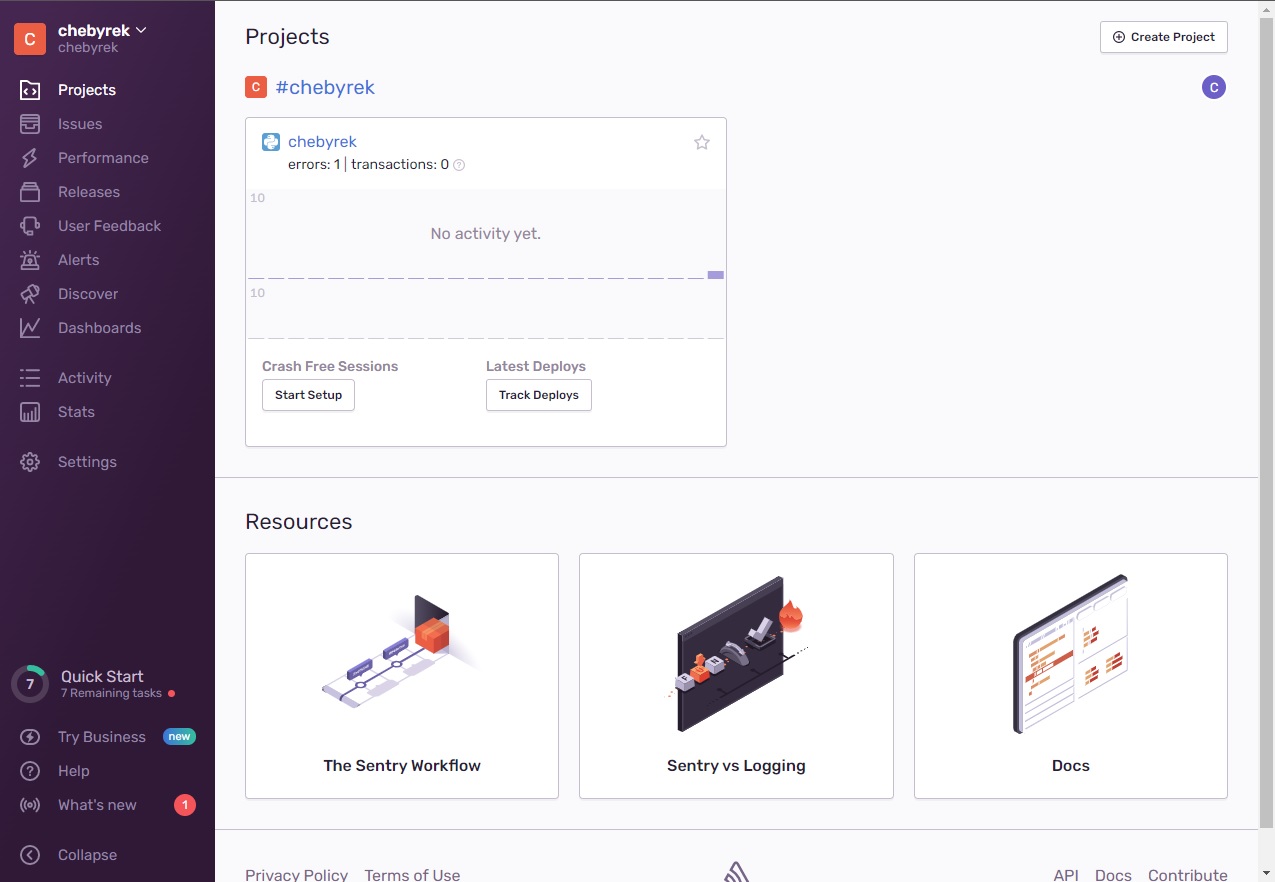 C
chebyrek
chebyrek
Projects
Issues
Performance
Releases
User Feedback
Alerts
Discover
Dashboards
Activity
Stats
Settings
7
Quick Start
7 Remaining tasks
Try Business new
Help
What's new 1
Collapse
Projects
Create Project
C #chebyrek
C
chebyrek
errors: 1 | transactions: 0 ?
10
No activity yet.
10
Crash Free Sessions
Start Setup
Latest Deploys
Track Deploys
Resources
The Sentry Workflow
Sentry vs Logging
Docs
Privacy Policy Terms of Use
API Docs Contribute